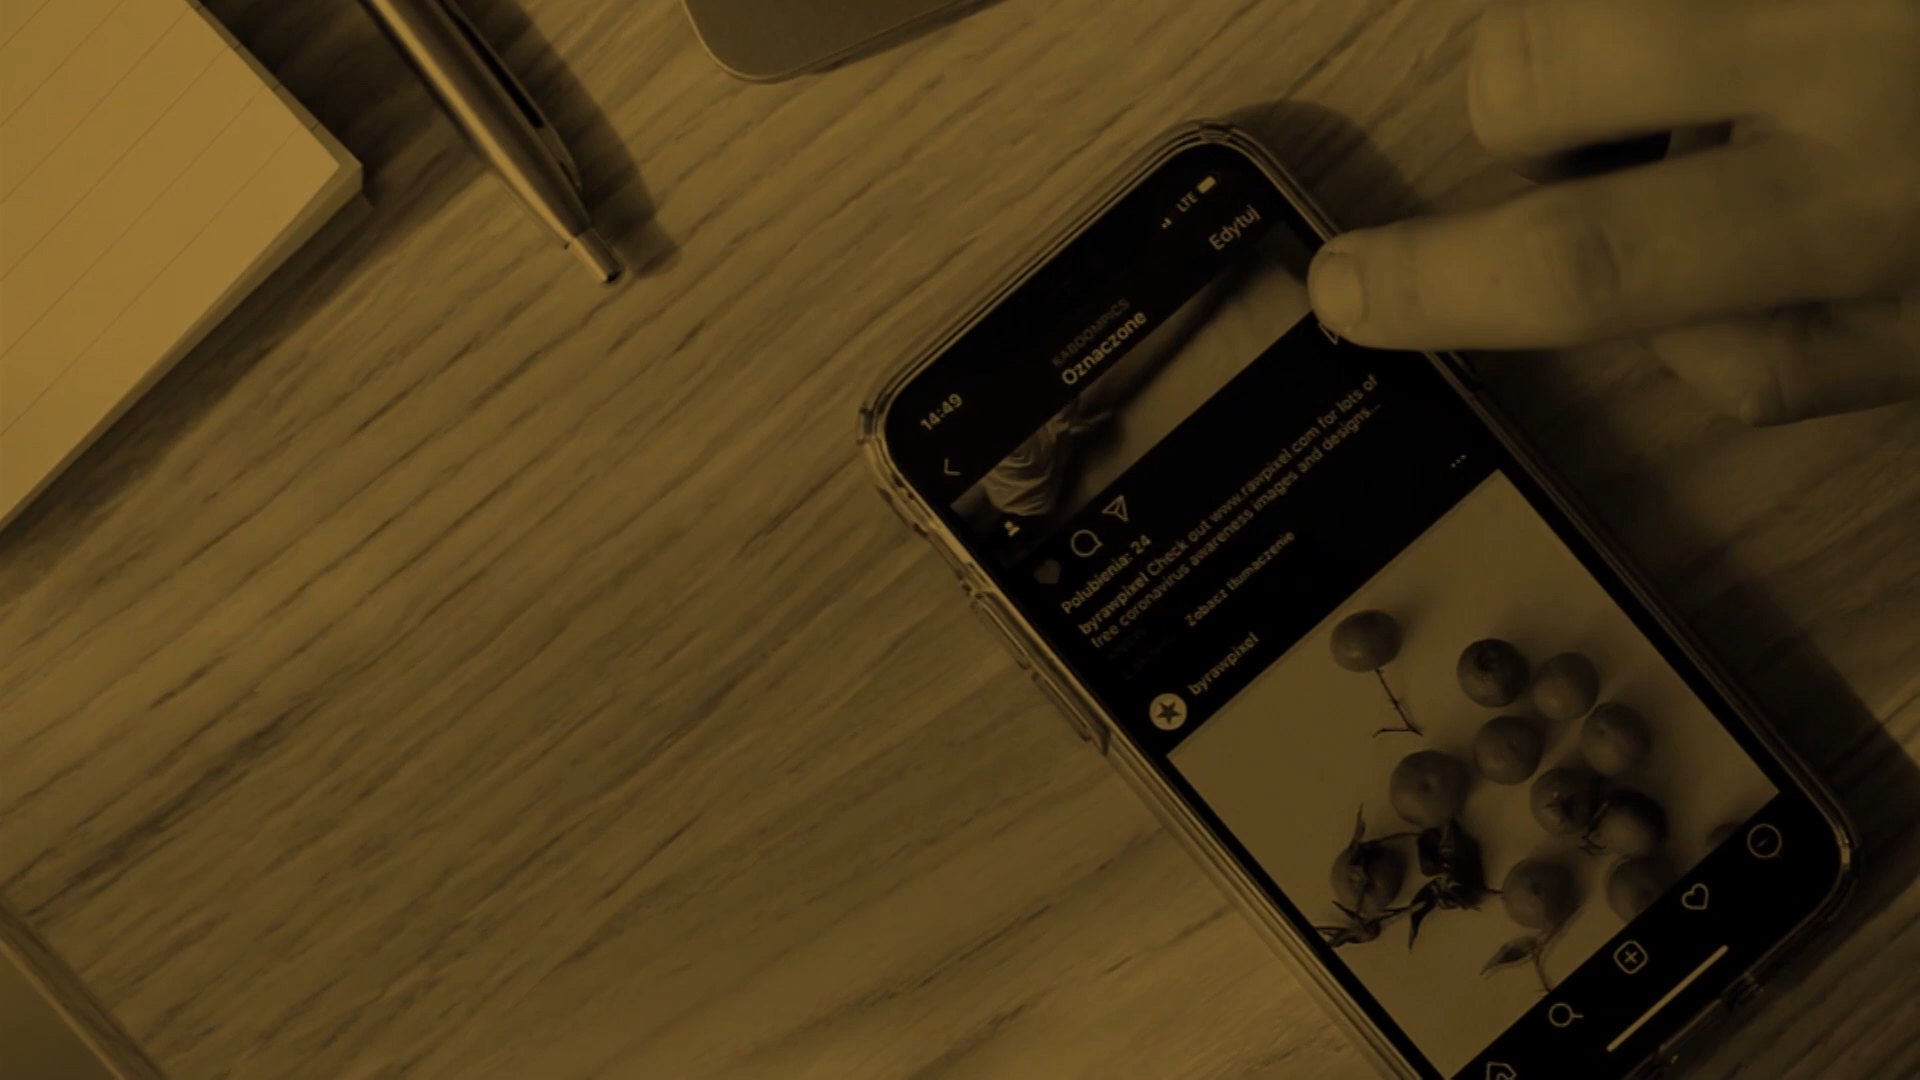 14:49
LTE
KABOOMPICS
Oznaczone
Edytuj
Polubienia: 24
byrawpixel Check out www.rawpixel.com for lots of
free coronavirus awareness images and designs...
Zobacz tłumaczenie
byrawpixel